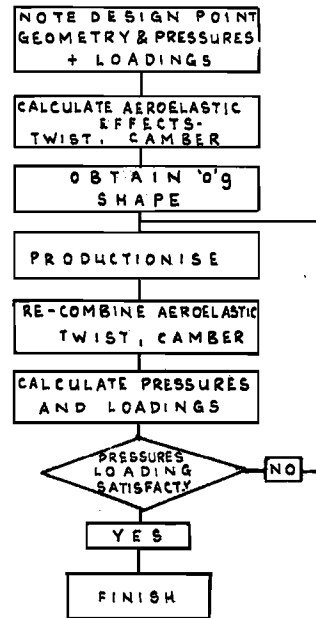 NOTE DESIGN POINT
GEOMETRY & PRESSURES
+ LOADINGS
CALCULATE AEROELASTIC
EFFECTS-
TWIST, CAMBER
OBTAIN 'O'g
SHAPE
PRODUCTIONISE
RE-COMBINE AEROELASTIC
TWIST, CAMBER
CALCULATE PRESSURES
AND LOADINGS
PRESSURES
LOADING
SATISFACTY
NO
YES
FINISH